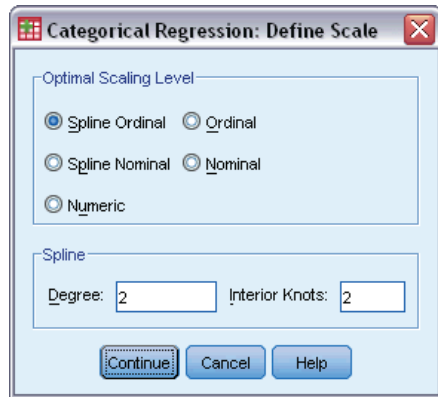 Categorical Regression: Define Scale
Optimal Scaling Level
Spline Ordinal Ordinal
Spline Nominal Nominal
Numeric
Spline
Degree: 2 Interior Knots: 2
Continue Cancel Help